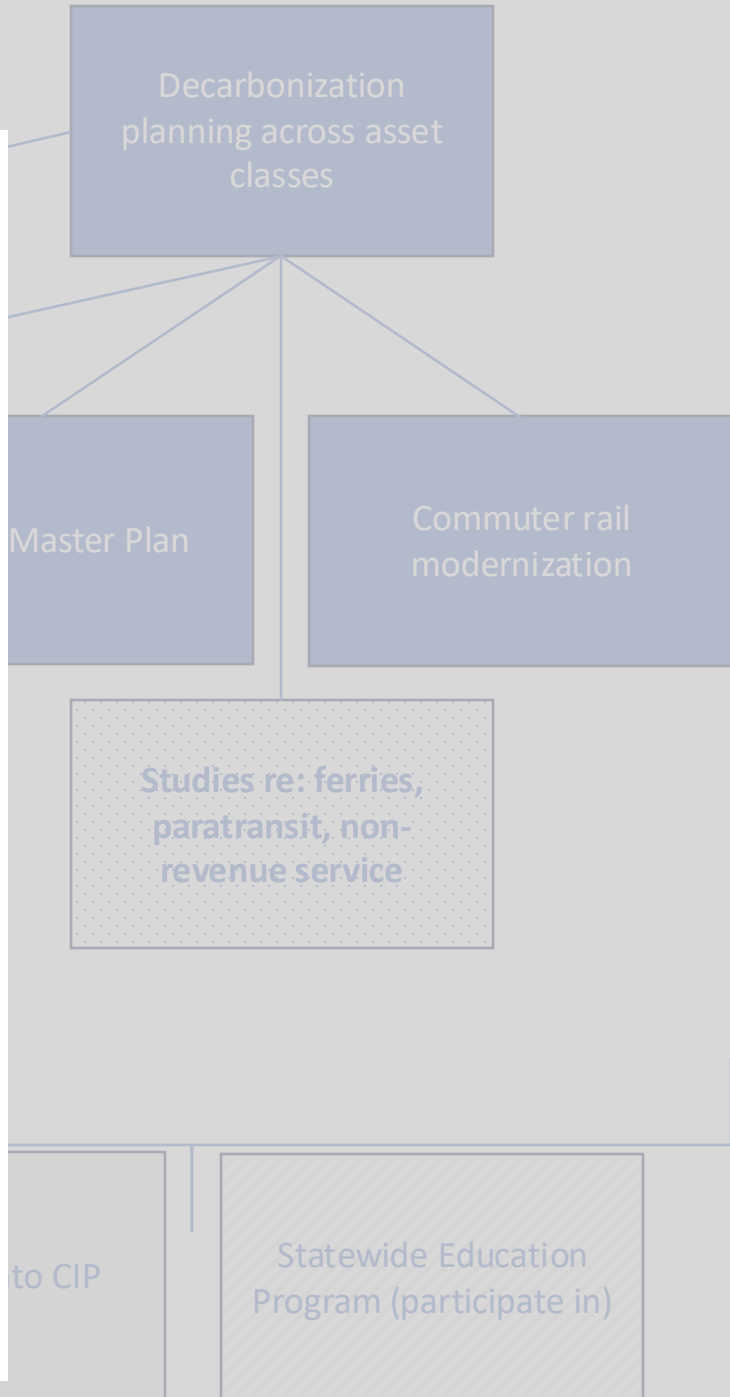 Decarbonization
planning across asset
classes
Master Plan
Commuter rail
modernization
Studies re: ferries,
paratransit, non-
revenue service
to CIP
Statewide Education
Program (participate in)